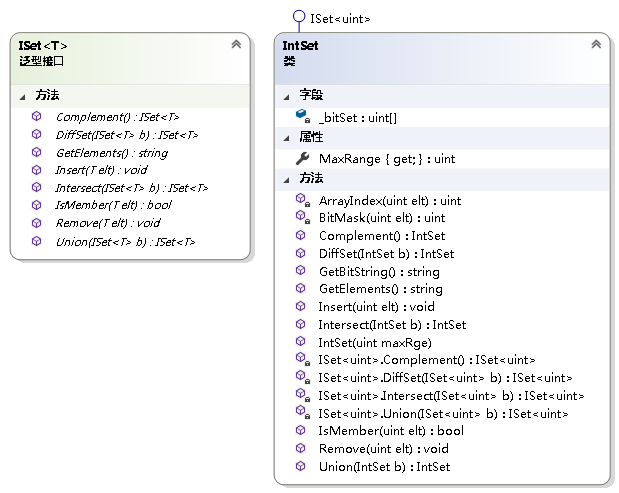 ISet<T>
泛型接口
方法
Complement() : ISet<T>
DiffSet(ISet<T> b) : ISet<T>
GetElements() : string
Insert(T elt) : void
Intersect(ISet<T> b) : ISet<T>
IsMember(T elt) : bool
Remove(T elt) : void
Union(ISet<T> b) : ISet<T>
ISet<uint>
IntSet
类
字段
_bitSet : uint[]
属性
MaxRange { get; } : uint
方法
ArrayIndex(uint elt) : uint
BitMask(uint elt) : uint
Complement() : IntSet
DiffSet(IntSet b) : IntSet
GetBitString() : string
GetElements() : string
Insert(uint elt) : void
Intersect(IntSet b) : IntSet
IntSet(uint maxRge)
ISet<uint>.Complement() : ISet<uint>
ISet<uint>.DiffSet(ISet<uint> b) : ISet<uint>
ISet<uint>.Intersect(ISet<uint> b) : ISet<uint>
ISet<uint>.Union(ISet<uint> b) : ISet<uint>
IsMember(uint elt) : bool
Remove(uint elt) : void
Union(IntSet b) : IntSet